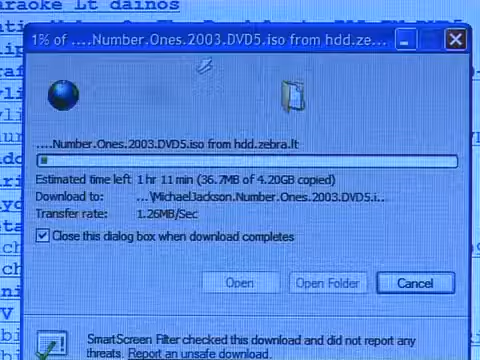 araoke Lt dainos
1% of ....Number.Ones.2003.DVD5.iso from hdd.ze...
....Number.Ones.2003.DVD5.iso from hdd.zebra.lt
Estimated time left 1 hr 11 min (36.7MB of 4.20GB copied)
Download to: ...\MichaelJackson.Number.Ones.2003.DVD5.i...
Transfer rate: 1.26MB/Sec
Close this dialog box when download completes
Open Open Folder Cancel
SmartScreen Filter checked this download and did not report any
threats. Report an unsafe download.